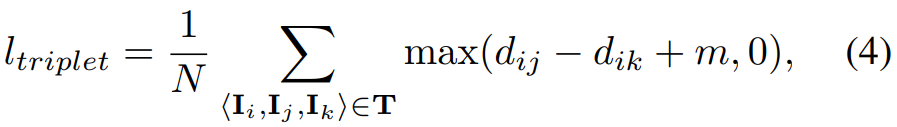 l_{triplet} = \frac{1}{N} \sum_{\langle \mathbf{I}_i, \mathbf{I}_j, \mathbf{I}_k \rangle \in \mathbf{T}} \max(d_{ij} - d_{ik} + m, 0), (4)